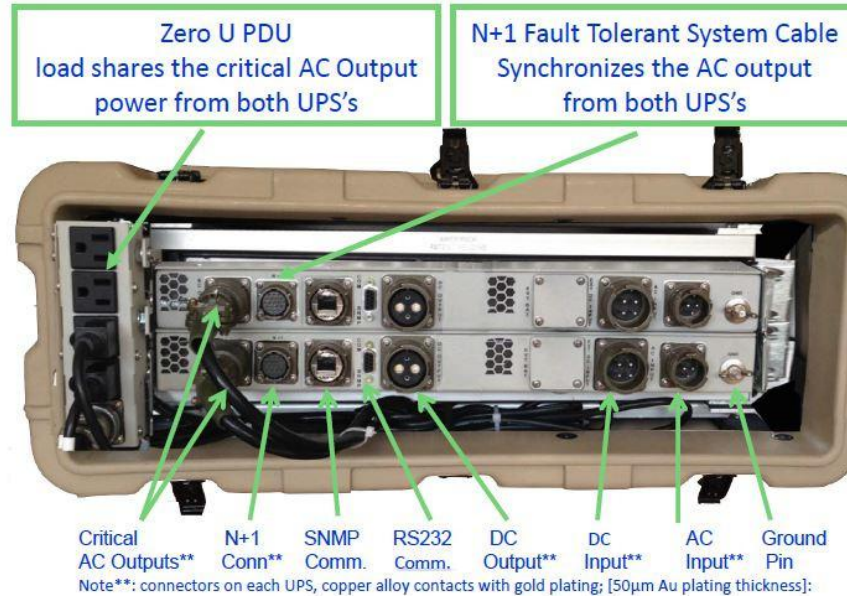 Zero U PDU
load shares the critical AC Output
power from both UPS's
N+1 Fault Tolerant System Cable
Synchronizes the AC output
from both UPS's
Critical
AC Outputs**
N+1
Conn**
SNMP
Comm.
RS232
Comm.
DC
Output**
DC
Input**
AC
Input**
Ground
Pin
Note**: connectors on each UPS, copper alloy contacts with gold plating; [50µm Au plating thickness]: